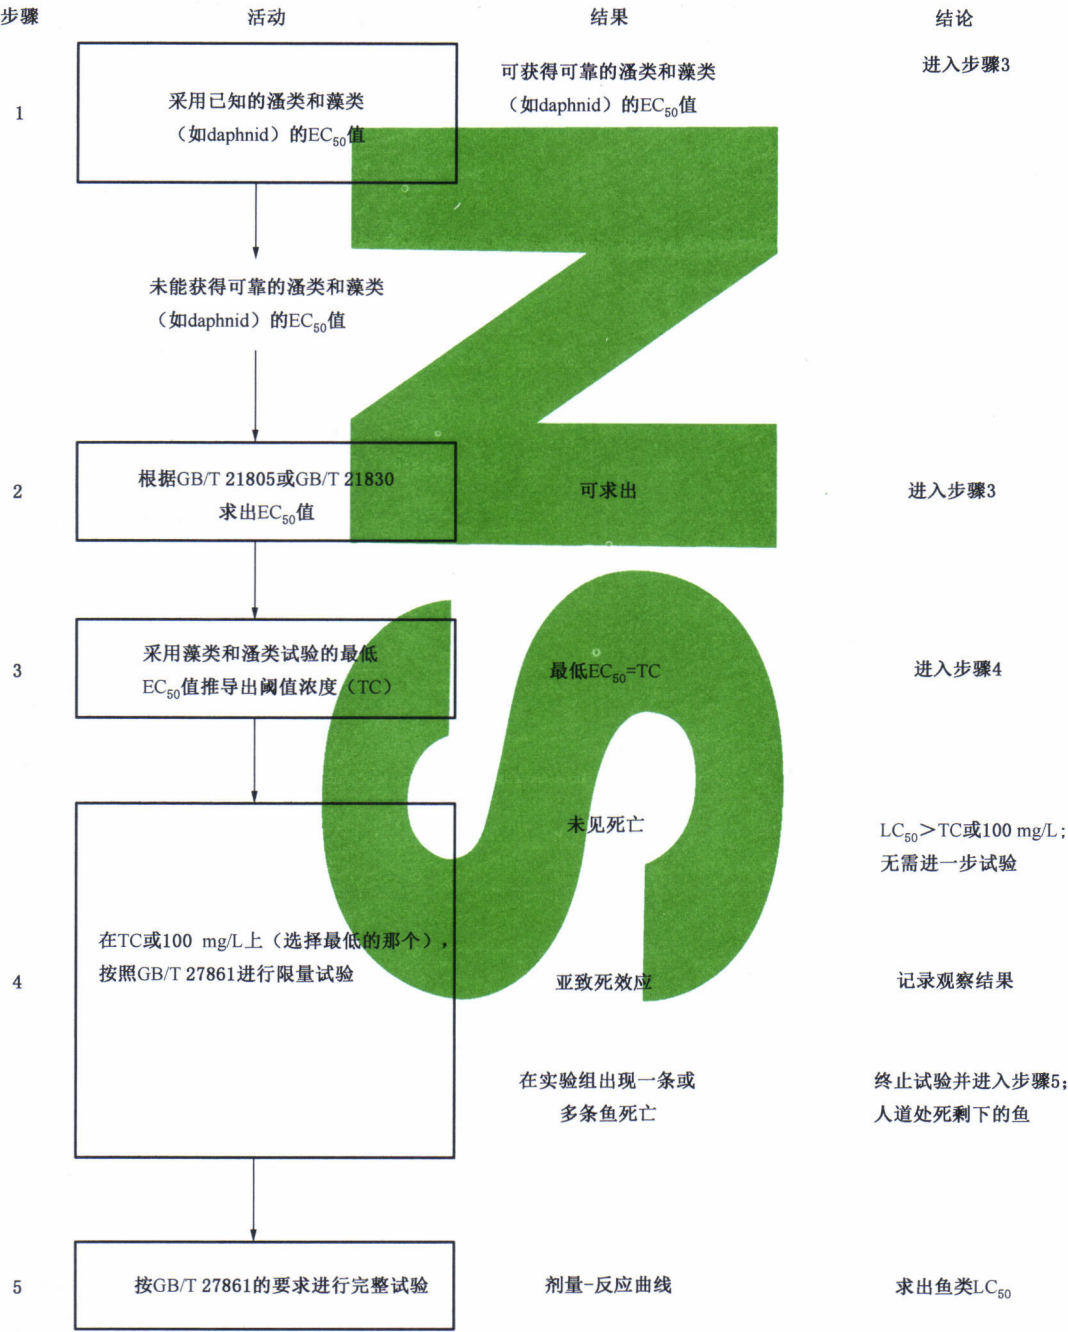 步骤 活动 结果 结论
1
采用已知的溞类和藻类
（如daphnid）的EC50值
可获得可靠的溞类和藻类
（如daphnid）的EC50值
进入步骤3
未能获得可靠的溞类和藻类
（如daphnid）的EC50值
2
根据GB/T 21805或GB/T 21830
求出EC50值
可求出
进入步骤3
3
采用藻类和溞类试验的最低
EC50值推导出阈值浓度（TC）
最低EC50=TC
进入步骤4
4
在TC或100 mg/L上（选择最低的那个），
按照GB/T 27861进行限量试验
未见死亡
LC50＞TC或100 mg/L；
无需进一步试验
亚致死效应
记录观察结果
在实验组出现一条或
多条鱼死亡
终止试验并进入步骤5；
人道处死剩下的鱼
5
按GB/T 27861的要求进行完整试验
剂量-反应曲线
求出鱼类LC50
SN